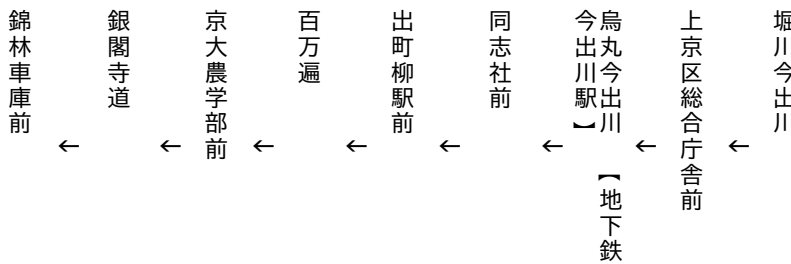 堀川今出川
←
上京区総合庁舎前
←
烏丸今出川 【地下鉄
今出川駅】
←
同志社前
←
出町柳駅前
←
百万遍
←
京大農学部前
←
銀閣寺道
←
錦林車庫前